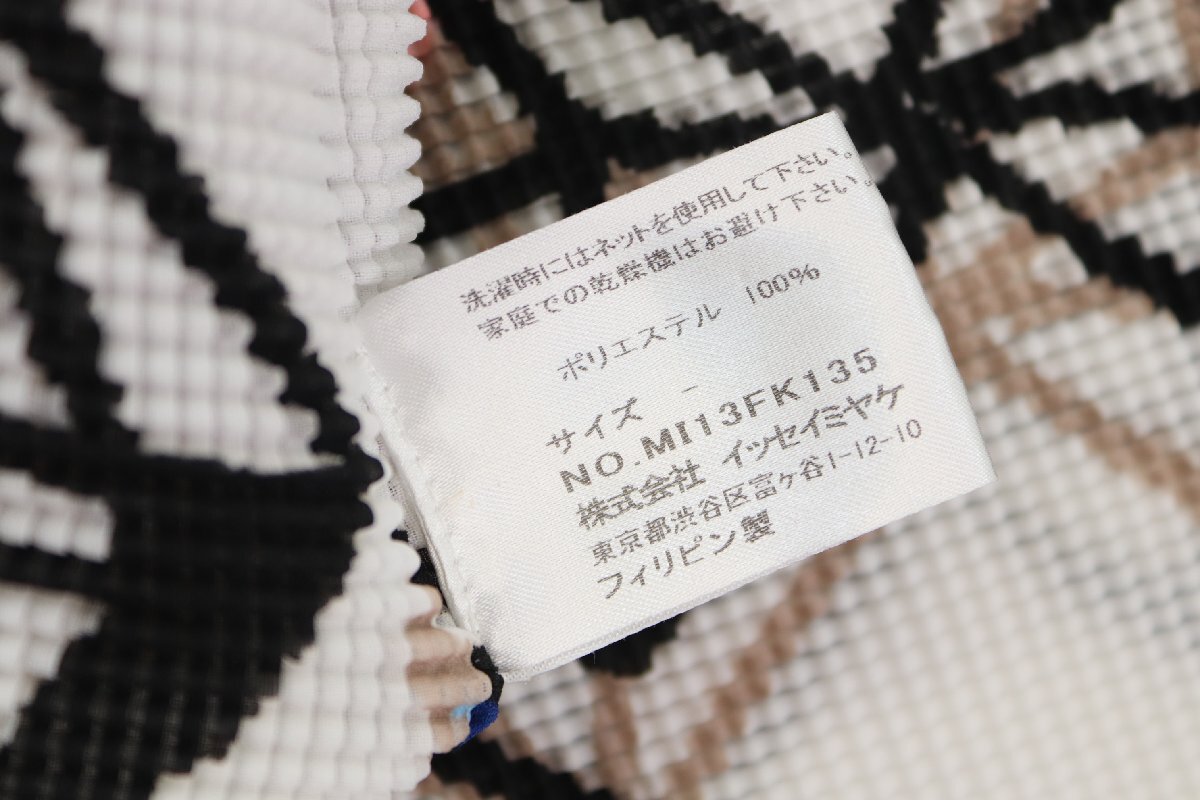 洗濯時にはネットを使用して下さい。
家庭での乾燥機はお避け下さい。
ポリエステル 100%
サイズ -
NO.MI13FK135
株式会社 イッセイミヤケ
東京都渋谷区富ヶ谷1-12-10
フィリピン製